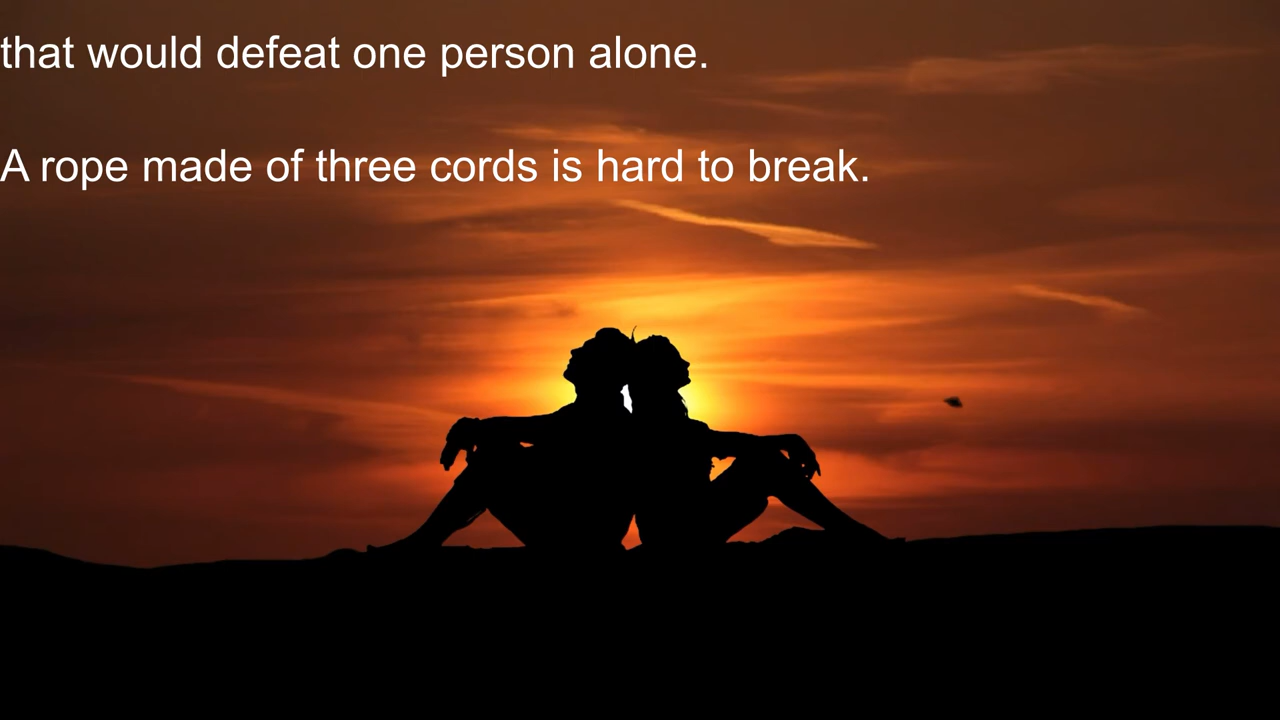 that would defeat one person alone.
A rope made of three cords is hard to break.